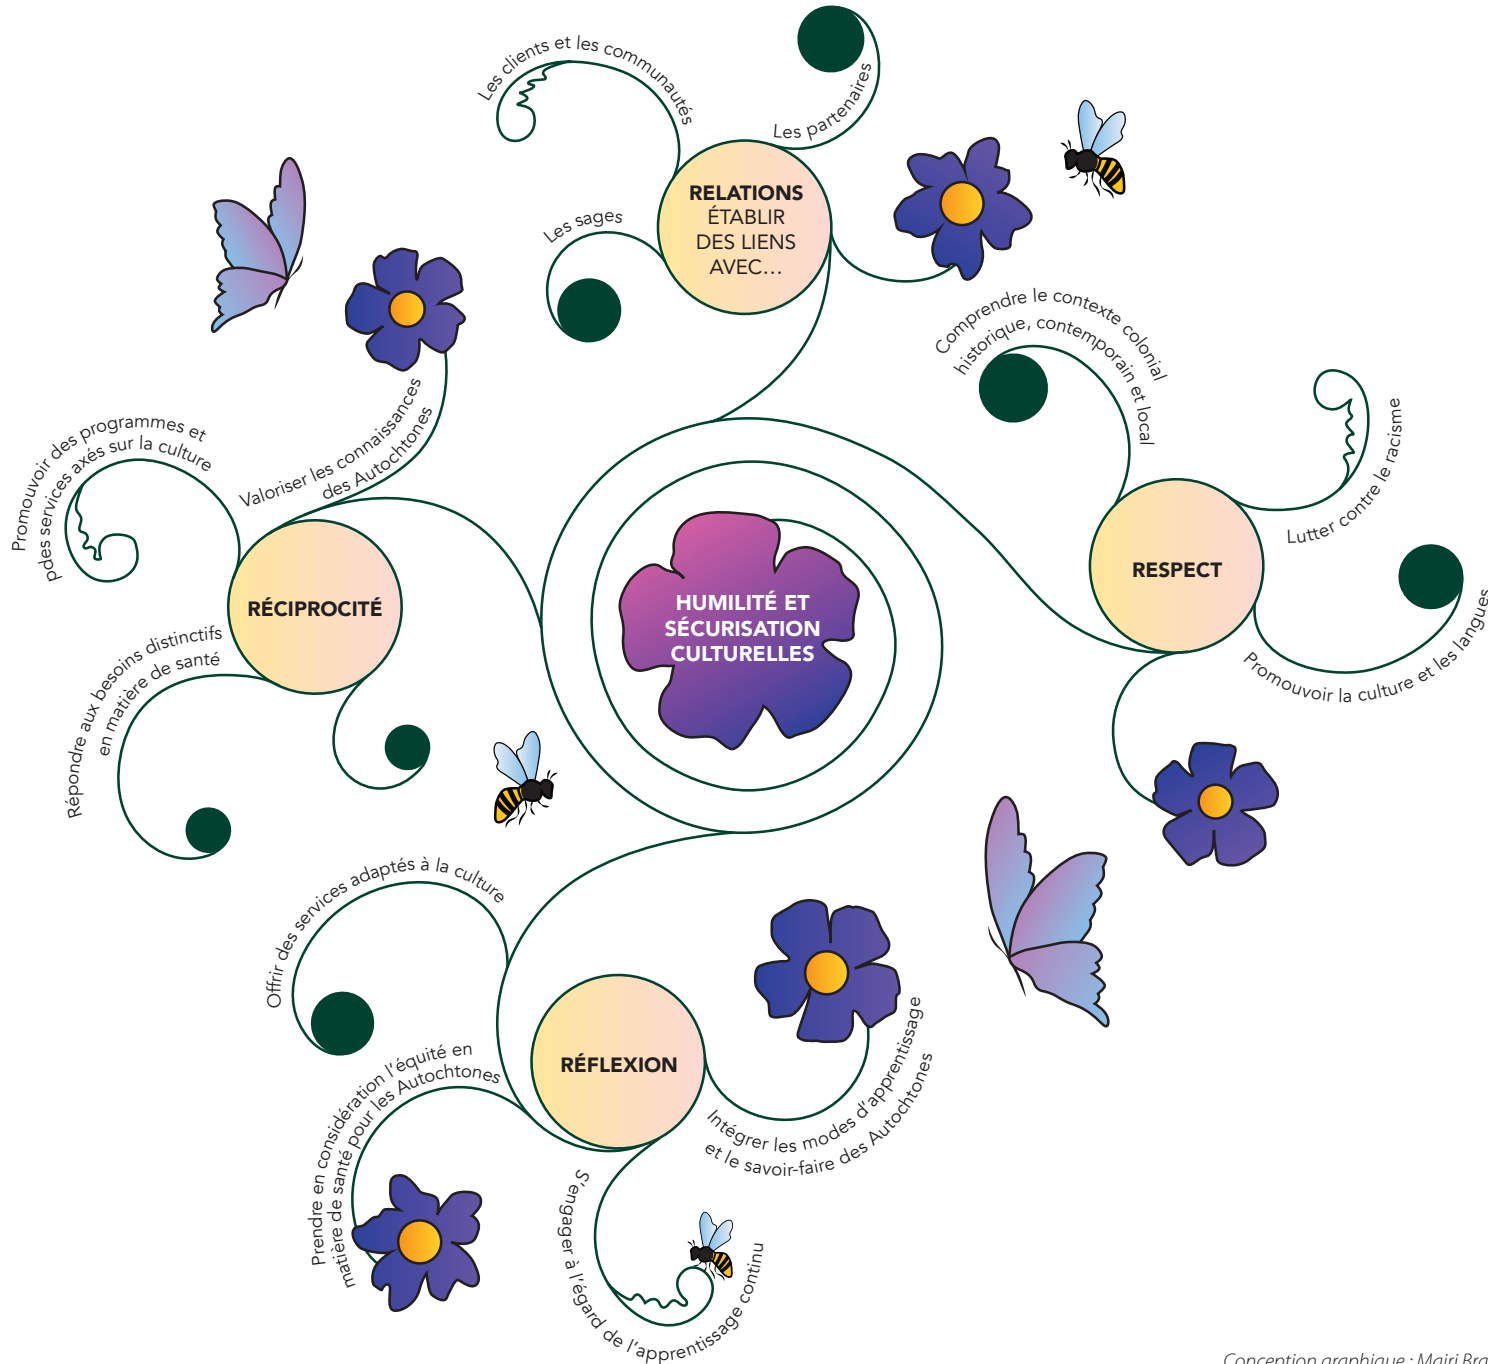 Les clients et les communautés
Les partenaires
Les sages
RELATIONS
ÉTABLIR
DES LIENS
AVEC…
Comprendre le contexte colonial
historique, contemporain et local
Lutter contre le racisme
RESPECT
Promouvoir la culture et les langues
Valoriser les connaissances
des Autochtones
Promouvoir des programmes et
pdes services axés sur la culture
RÉCIPROCITÉ
Répondre aux besoins distinctifs
en matière de santé
HUMILITÉ ET
SÉCURISATION
CULTURELLES
Offrir des services adaptés à la culture
Prendre en considération l'équité en
matière de santé pour les Autochtones
RÉFLEXION
Intégrer les modes d'apprentissage
et le savoir-faire des Autochtones
S'engager à l'égard de l'apprentissage continu
Conception graphique : Mairi